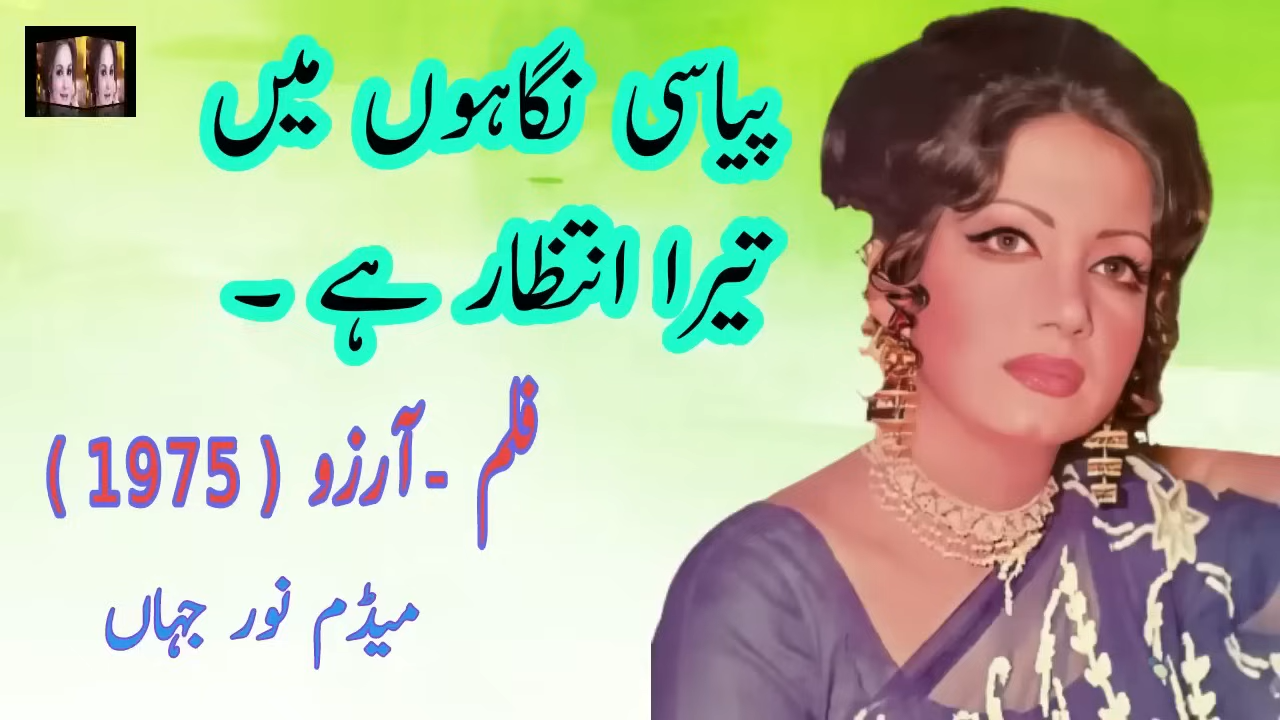 پیاسی نگاہوں میں
تیرا انتظار ہے ۔
فلم - آرزو ( 1975 )
میڈم نور جہاں